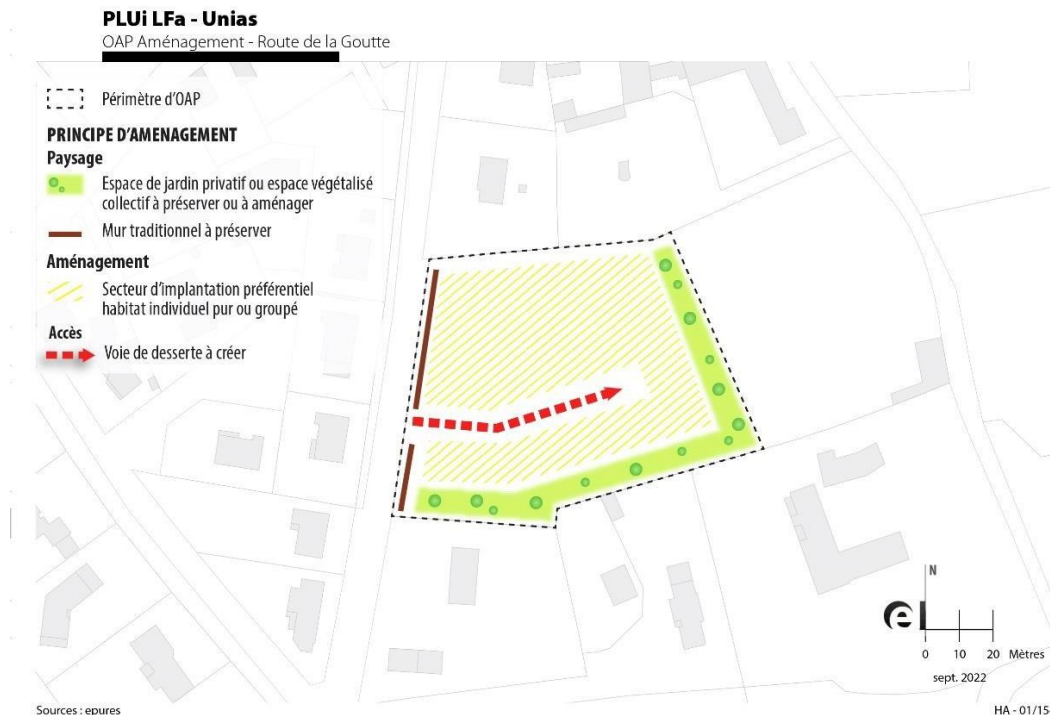 PLUi LFa - Unias
OAP Aménagement - Route de la Goutte
Périmètre d'OAP
PRINCIPE D'AMENAGEMENT
Paysage
Espace de jardin privatif ou espace végétalisé
collectif à préserver ou à aménager
Mur traditionnel à préserver
Aménagement
Secteur d'implantation préférentiel
habitat individuel pur ou groupé
Accès
Voie de desserte à créer
N
e
0 10 20 Mètres
sept. 2022
Sources : epures
HA - 01/15